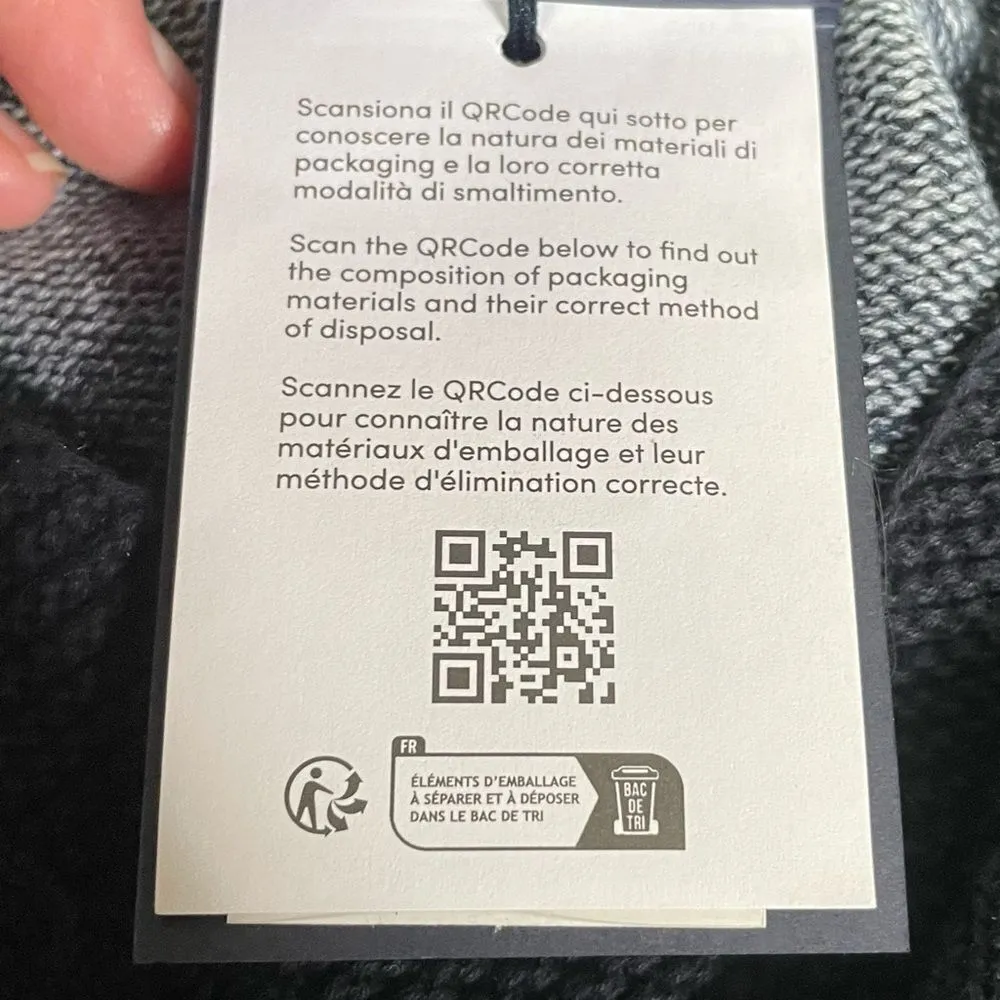 Scansiona il QRCode qui sotto per
conoscere la natura dei materiali di
packaging e la loro corretta
modalità di smaltimento.
Scan the QRCode below to find out
the composition of packaging
materials and their correct method
of disposal.
Scannez le QRCode ci-dessous
pour connaître la nature des
matériaux d'emballage et leur
méthode d'élimination correcte.
FR
ÉLÉMENTS D'EMBALLAGE
À SÉPARER ET À DÉPOSER
DANS LE BAC DE TRI
BAC
DE
TRI